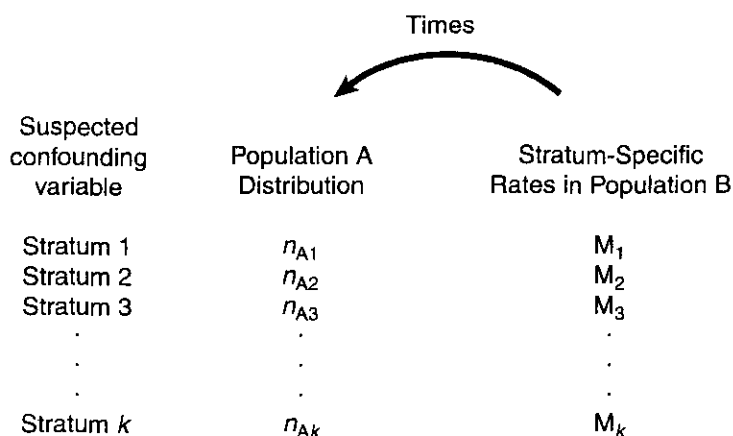 Times
Suspected
confounding
variable
Population A
Distribution
Stratum-Specific
Rates in Population B
Stratum 1 n_A1 M_1
Stratum 2 n_A2 M_2
Stratum 3 n_A3 M_3
. . .
. . .
. . .
Stratum k n_Ak M_k